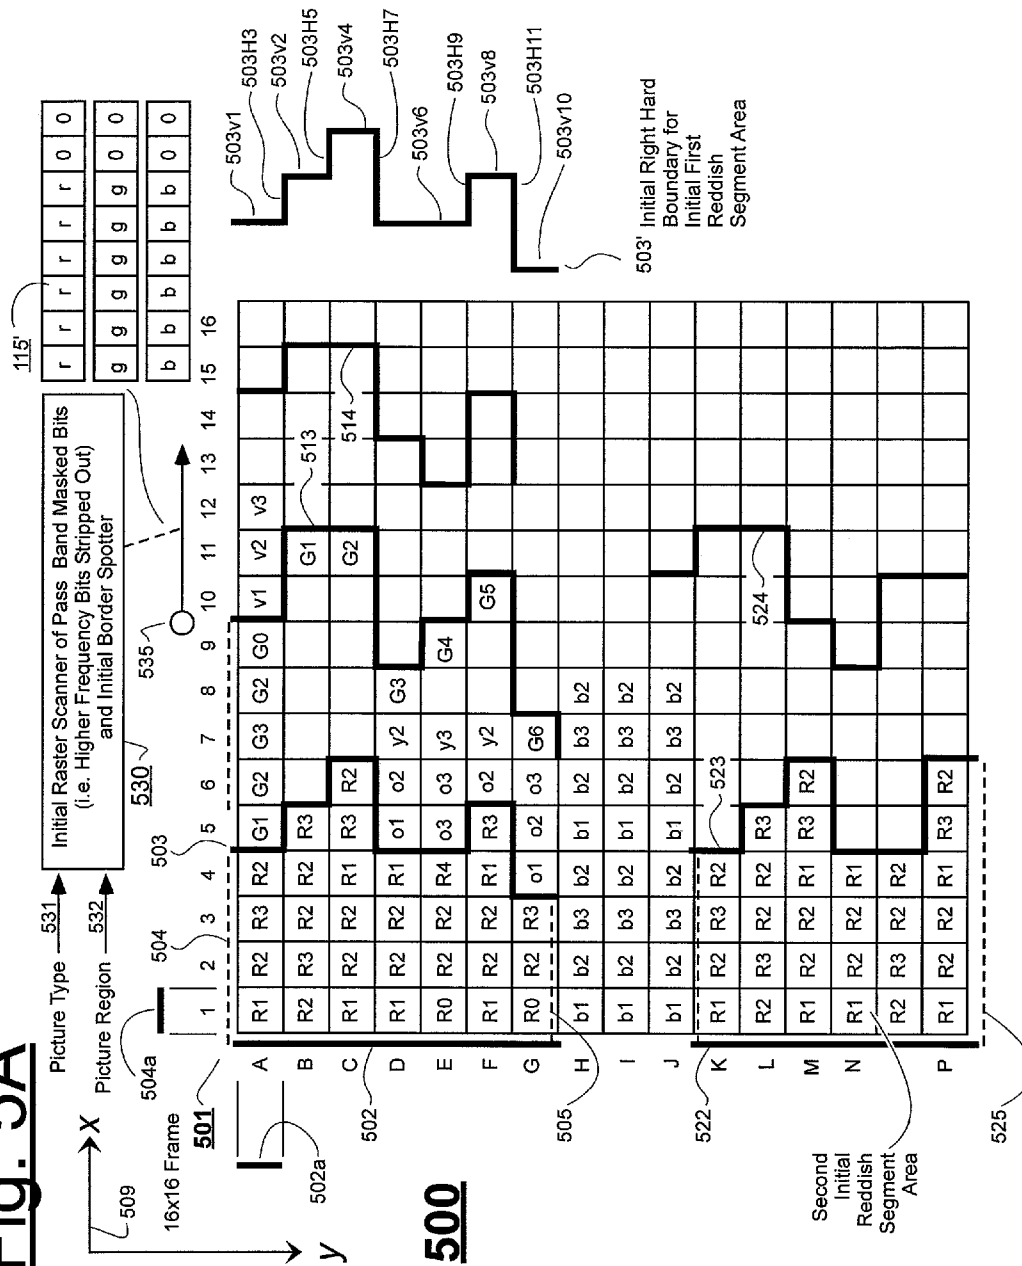 Fig. 5A
Picture Type 531
Picture Region 532
Initial Raster Scanner of Pass Band Masked Bits
(i.e. Higher Frequency Bits Stripped Out)
and Initial Border Spotter
530
535
115'
r r r r r r 0 0
g g g g g g 0 0
b b b b b b 0 0
X
509
y
16x16 Frame
501
504a
504
503
502a
1 2 3 4 5 6 7 8 9 10 11 12 13 14 15 16
A R1 R2 R3 R2 G1 G2 G3 G2 G0 v1 v2 v3
B R2 R3 R2 R2 R3 G1
C R1 R2 R2 R1 R3 R2 G2
D R1 R2 R2 R1 o1 o2 y2 G3
E R0 R2 R2 R4 o3 o3 y3 G4
F R1 R2 R2 R1 R3 o2 y2 G5
G R0 R2 R3 o1 o2 o3 G6
H b1 b2 b3 b2 b1 b2 b3 b2
I b1 b2 b3 b2 b1 b2 b3 b2
J b1 b2 b3 b2 b1 b2 b3 b2
K R1 R2 R3 R2
L R2 R3 R2 R2 R3
M R1 R2 R2 R1 R3 R2
N R1 R2 R2 R1
R2 R3 R2 R2
P R1 R2 R2 R1 R3 R2
513
514
523
524
502
505
522
525
500
Second
Initial
Reddish
Segment
Area
503v1
503H3
503v2
503H5
503v4
503H7
503v6
503H9
503v8
503H11
503v10
503' Initial Right Hard
Boundary for
Initial First
Reddish
Segment Area